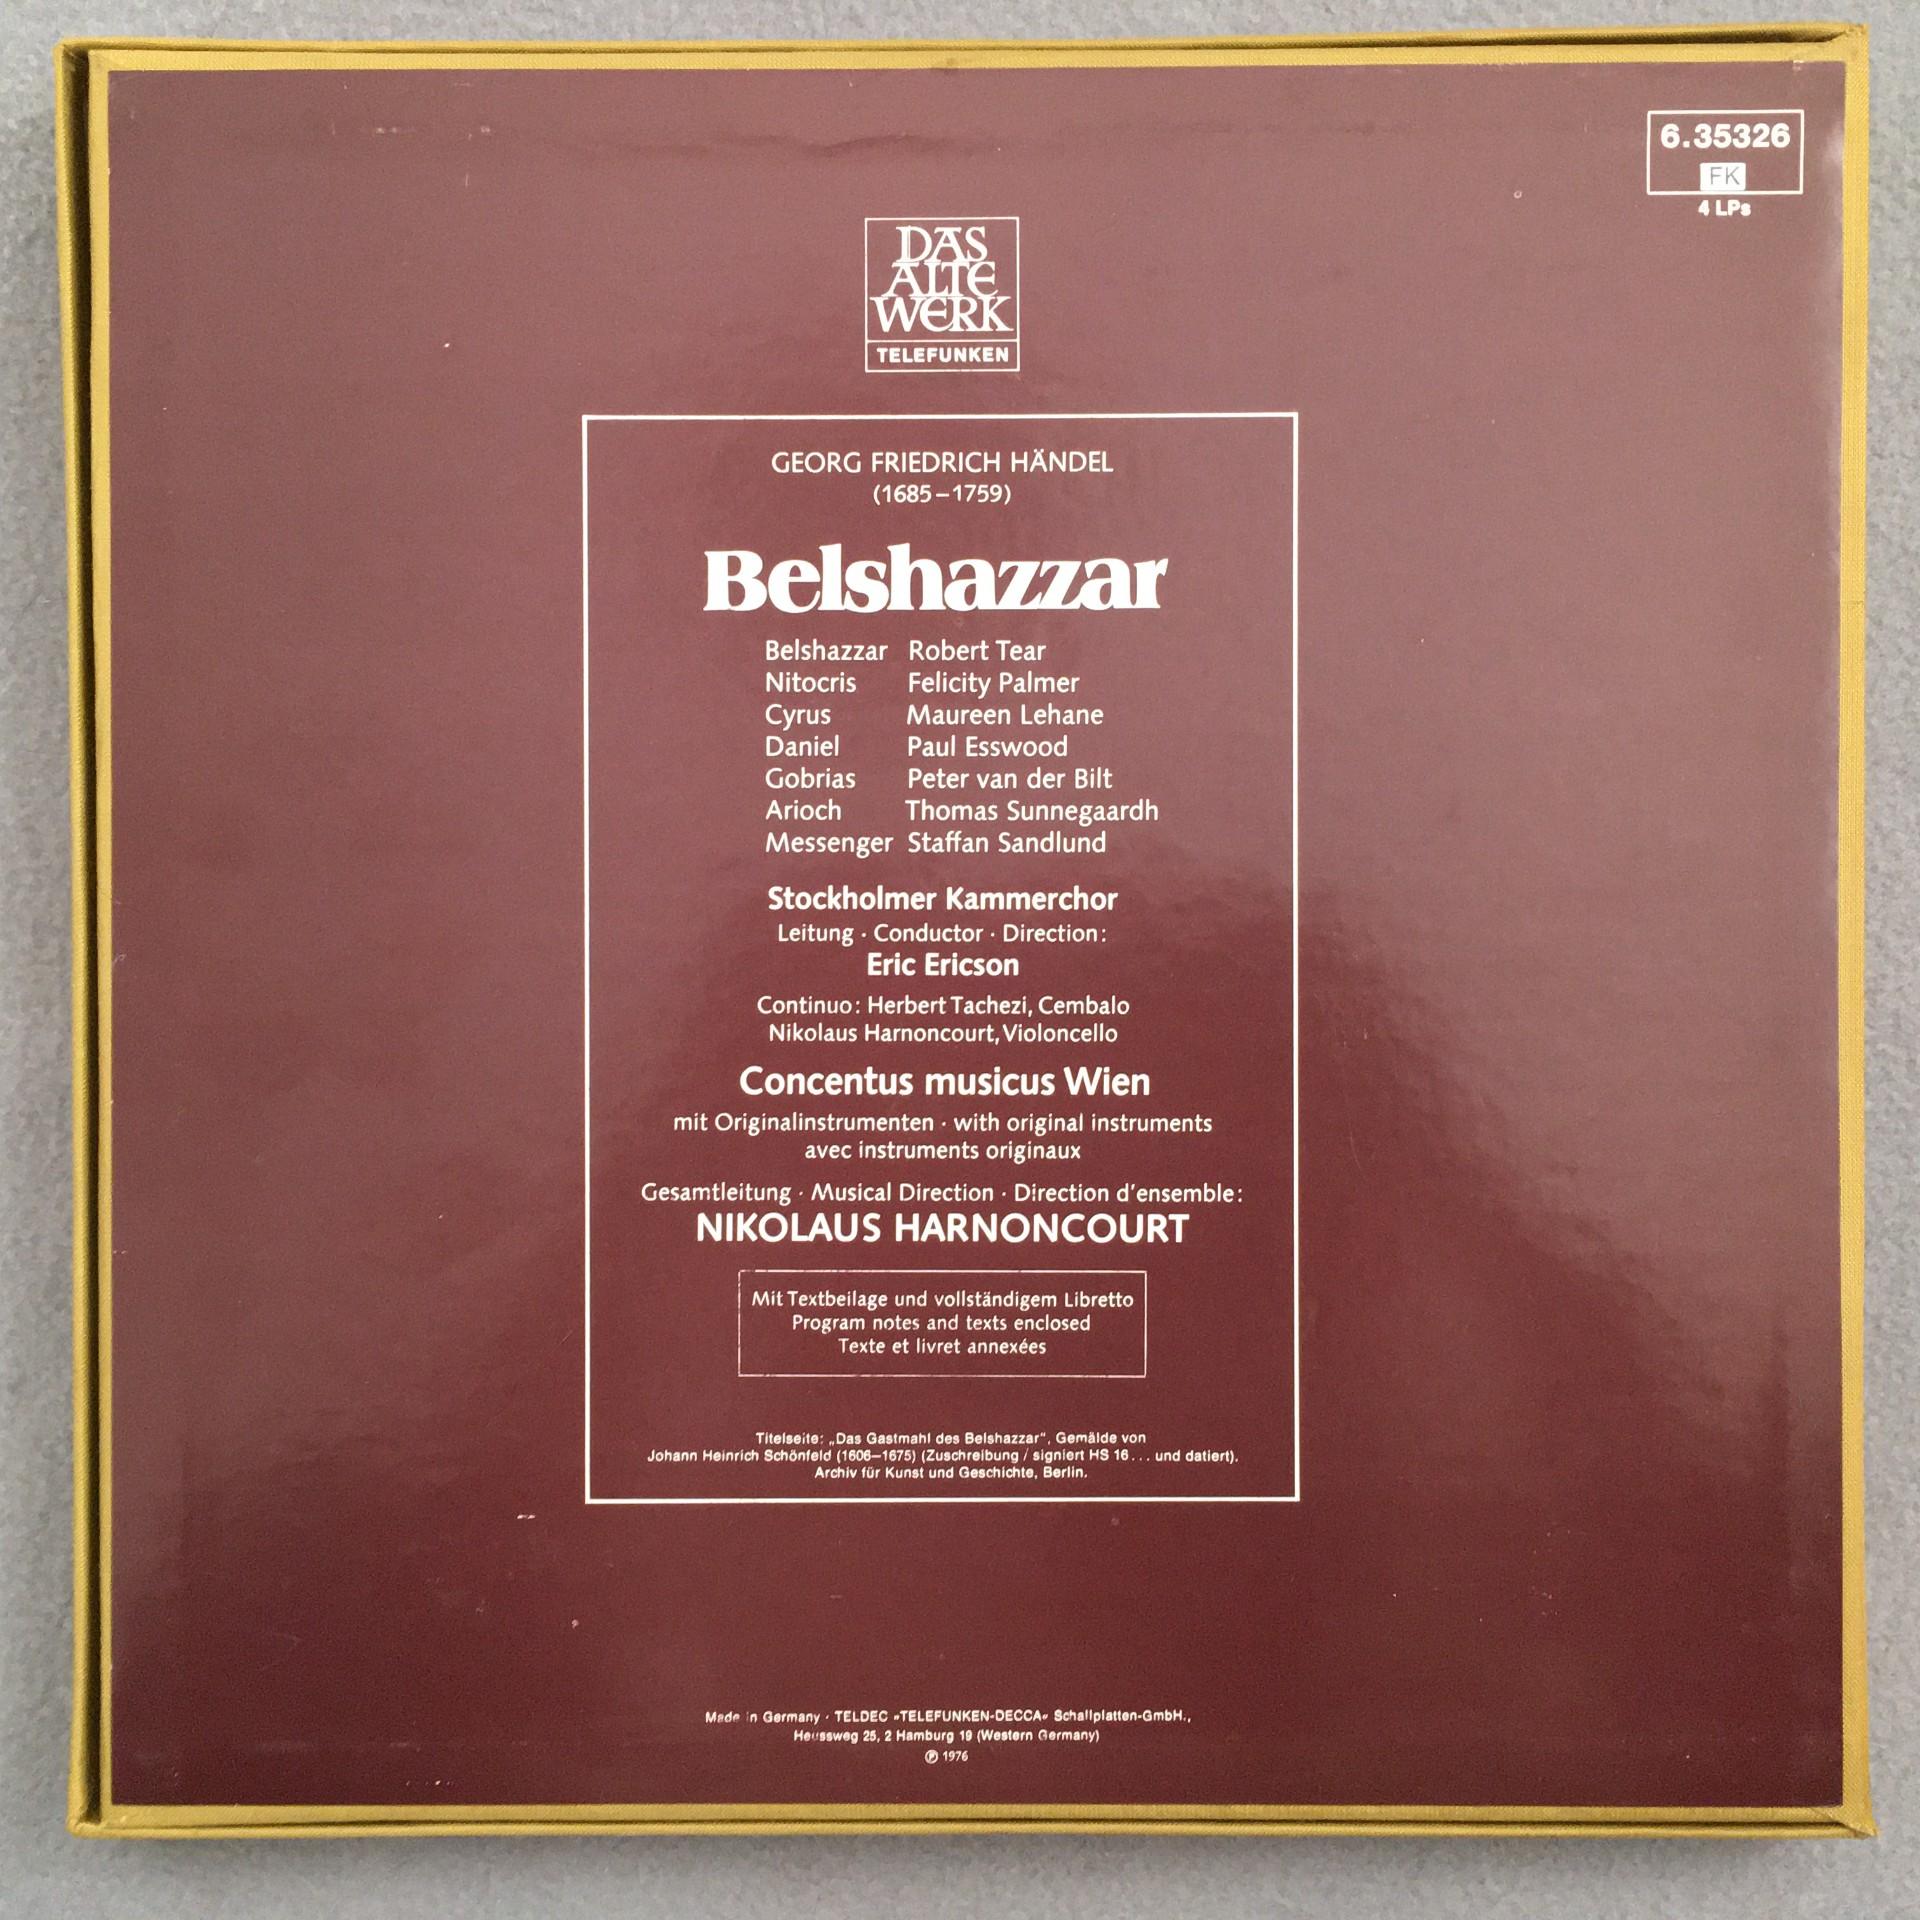 6.35326
FK
4 LPs
DAS
ALTE
WERK
TELEFUNKEN
GEORG FRIEDRICH HÄNDEL
(1685–1759)
Belshazzar
Belshazzar Robert Tear
Nitocris Felicity Palmer
Cyrus Maureen Lehane
Daniel Paul Esswood
Gobrias Peter van der Bilt
Arioch Thomas Sunnegaardh
Messenger Staffan Sandlund
Stockholmer Kammerchor
Leitung · Conductor · Direction:
Eric Ericson
Continuo: Herbert Tachezi, Cembalo
Nikolaus Harnoncourt, Violoncello
Concentus musicus Wien
mit Originalinstrumenten · with original instruments
avec instruments originaux
Gesamtleitung · Musical Direction · Direction d'ensemble:
NIKOLAUS HARNONCOURT
Mit Textbeilage und vollständigem Libretto
Program notes and texts enclosed
Texte et livret annexées
Titelseite: „Das Gastmahl des Belshazzar“, Gemälde von
Johann Heinrich Schönfeld (1606–1675) (Zuschreibung / signiert HS 16... und datiert).
Archiv für Kunst und Geschichte, Berlin.
Made in Germany · TELDEC »TELEFUNKEN-DECCA« Schallplatten-GmbH.,
Heussweg 25, 2 Hamburg 19 (Western Germany)
℗ 1976